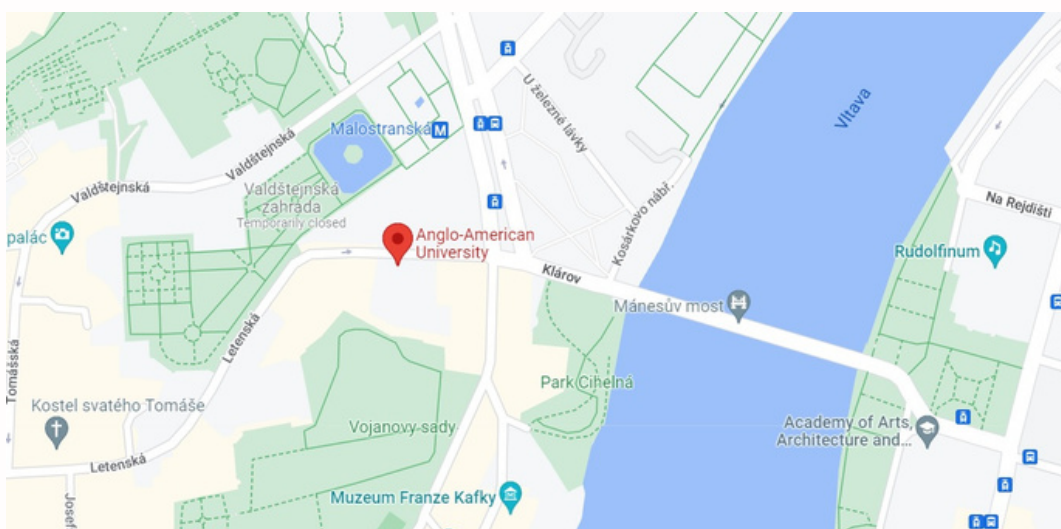 Vltava
U železné lávky
Malostranská
M
Valdštejnská
Valdštejnská
Valdštejnská
zahrada
Temporarily closed
Na Rejdišti
Kosárkovo nábř.
palác
Anglo-American
University
Rudolfinum
Klárov
Mánesův most
Letenská
Tomášská
Park Cihelná
Kostel svatého Tomáše
Vojanovy sady
Academy of Arts,
Architecture and...
Letenská
Muzeum Franze Kafky
Josef